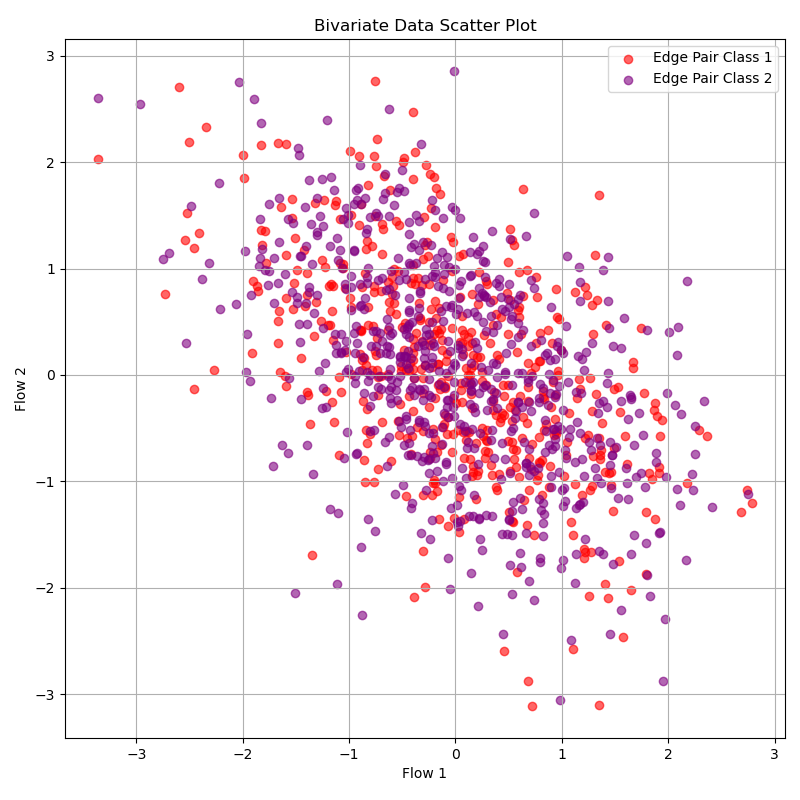 Bivariate Data Scatter Plot
Edge Pair Class 1
Edge Pair Class 2
3
2
1
0
−1
−2
−3
Flow 2
−3
−2
−1
0
1
2
3
Flow 1